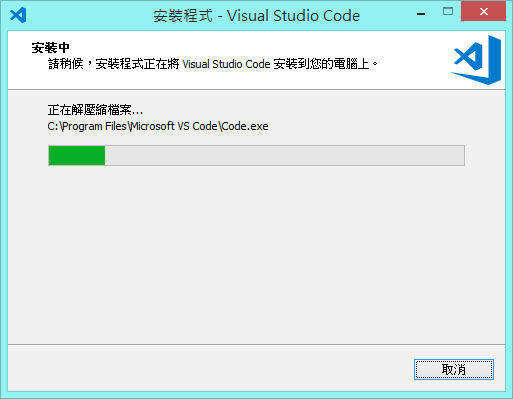 安裝程式 - Visual Studio Code
安裝中
請稍候，安裝程式正在將 Visual Studio Code 安裝到您的電腦上。
正在解壓縮檔案...
C:\Program Files\Microsoft VS Code\Code.exe
取消